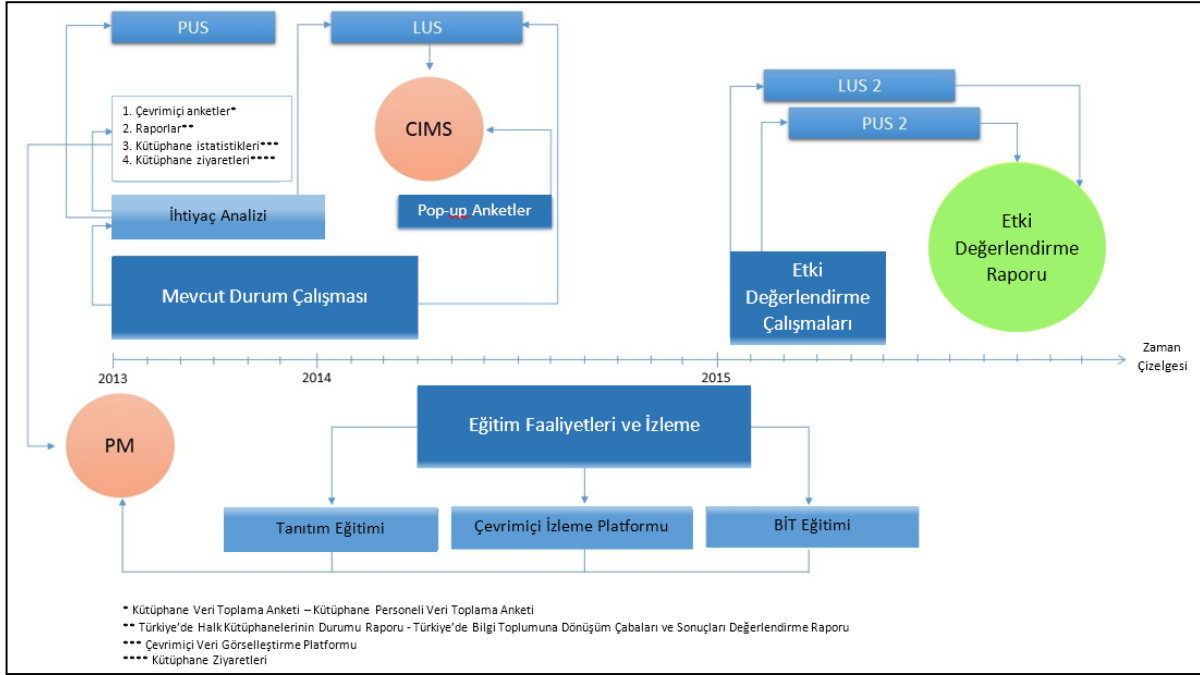 PUS
LUS
1. Çevrimiçi anketler*
2. Raporlar**
3. Kütüphane istatistikleri***
4. Kütüphane ziyaretleri****
CIMS
LUS 2
PUS 2
İhtiyaç Analizi
Pop-up Anketler
Mevcut Durum Çalışması
Etki
Değerlendirme
Çalışmaları
Etki
Değerlendirme
Raporu
2013
2014
2015
Zaman
Çizelgesi
PM
Eğitim Faaliyetleri ve İzleme
Tanıtım Eğitimi
Çevrimiçi İzleme Platformu
BİT Eğitimi
* Kütüphane Veri Toplama Anketi – Kütüphane Personeli Veri Toplama Anketi
** Türkiye’de Halk Kütüphanelerinin Durumu Raporu - Türkiye’de Bilgi Toplumuna Dönüşüm Çabaları ve Sonuçları Değerlendirme Raporu
*** Çevrimiçi Veri Görselleştirme Platformu
**** Kütüphane Ziyaretleri